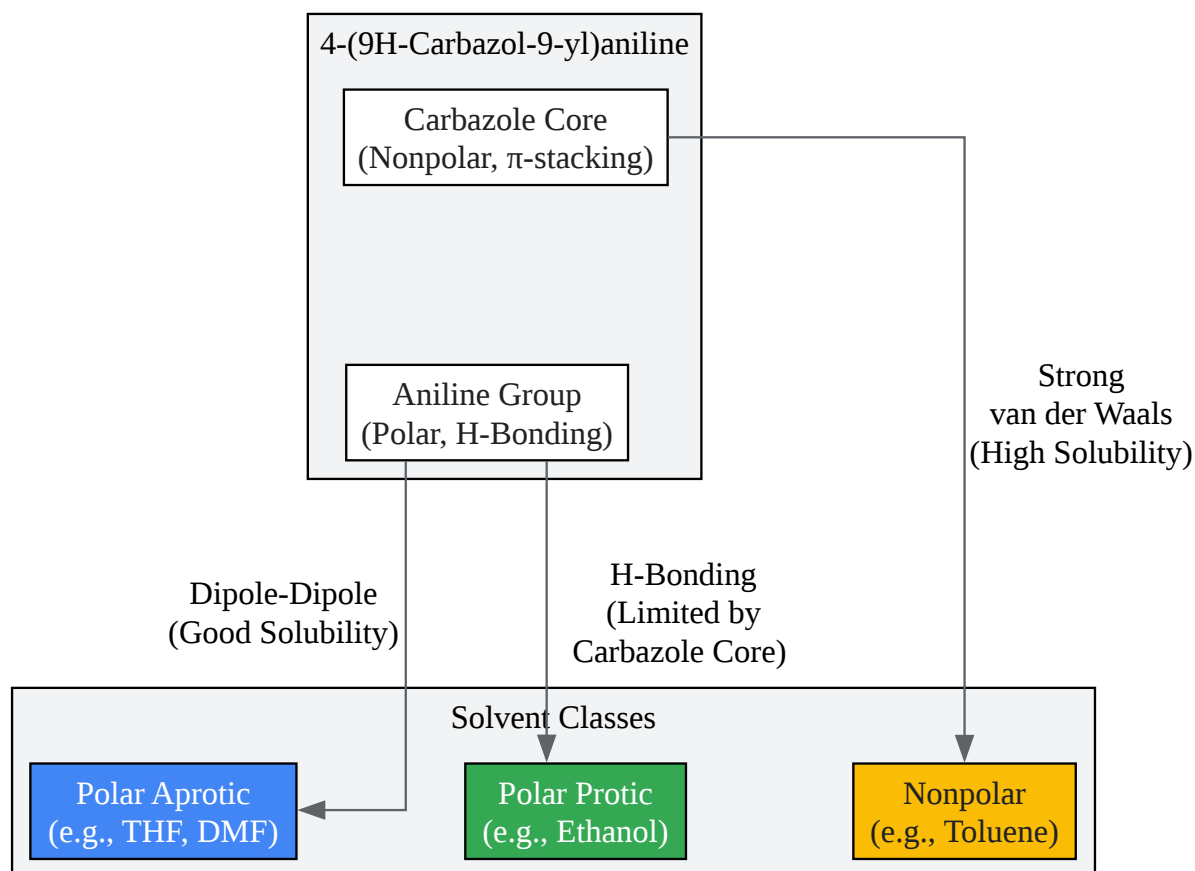 4-(9H-Carbazol-9-yl)aniline
Carbazole Core
(Nonpolar, π-stacking)
Aniline Group
(Polar, H-Bonding)
Strong
van der Waals
(High Solubility)
Dipole-Dipole
(Good Solubility)
H-Bonding
(Limited by
Carbazole Core)
Solvent Classes
Polar Aprotic
(e.g., THF, DMF)
Polar Protic
(e.g., Ethanol)
Nonpolar
(e.g., Toluene)